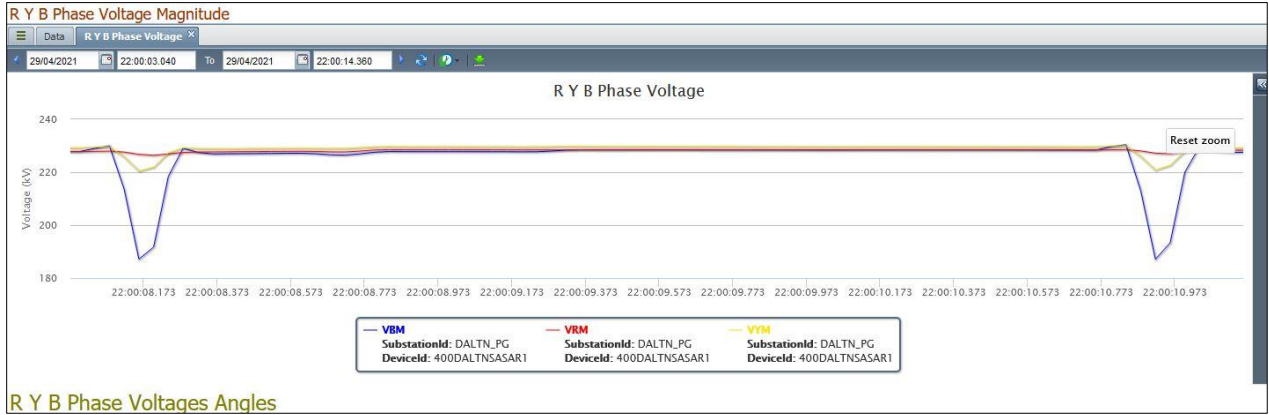 R Y B Phase Voltage Magnitude
Data R Y B Phase Voltage ×
29/04/2021 22:00:03.040 To 29/04/2021 22:00:14.360
R Y B Phase Voltage
Reset zoom
240
220
200
180
Voltage (kV)
22:00:08.173 22:00:08.373 22:00:08.573 22:00:08.773 22:00:08.973 22:00:09.173 22:00:09.373 22:00:09.573 22:00:09.773 22:00:09.973 22:00:10.173 22:00:10.373 22:00:10.573 22:00:10.773 22:00:10.973
VBM VRM VYM
SubstationId: DALTN_PG SubstationId: DALTN_PG SubstationId: DALTN_PG
DeviceId: 400DALTNSASAR1 DeviceId: 400DALTNSASAR1 DeviceId: 400DALTNSASAR1
R Y B Phase Voltages Angles